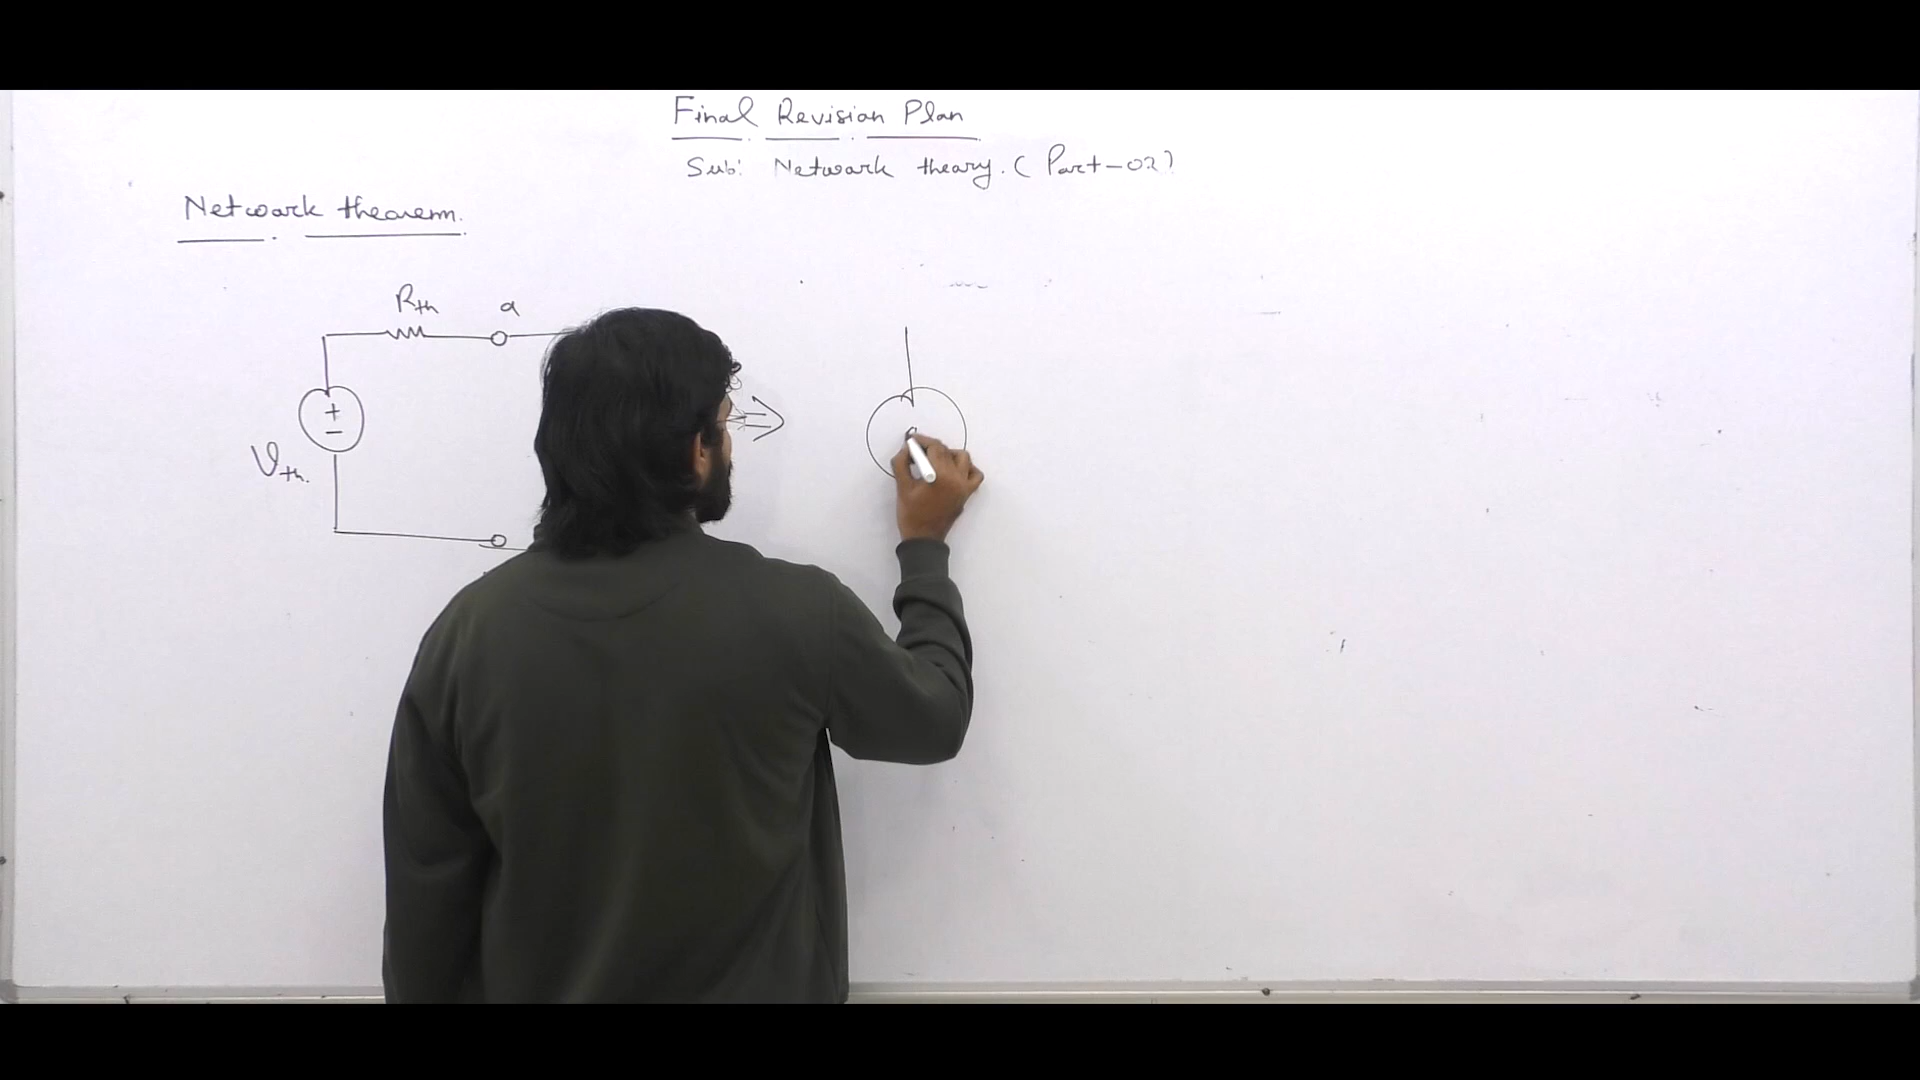 Final Revision Plan
Sub: Network theory. (Part-02)
Network theorem.
Rth a
+
-
Vth.